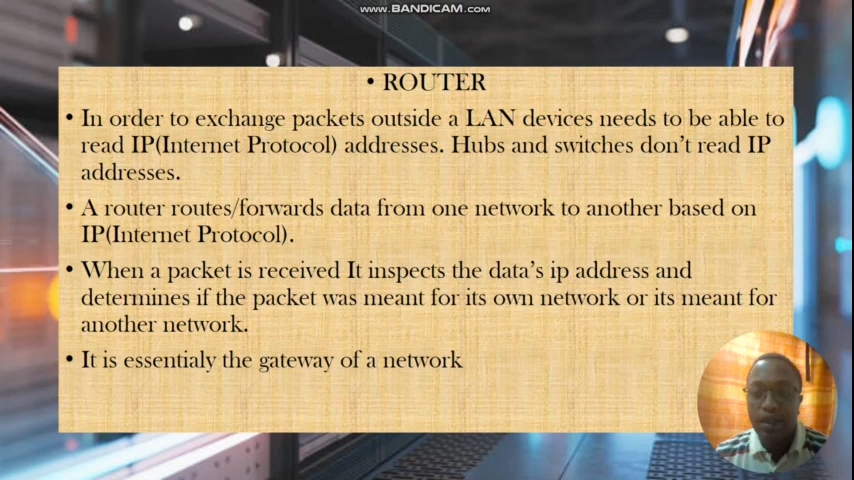 WWW.BANDICAM.COM
• ROUTER
• In order to exchange packets outside a LAN devices needs to be able to
read IP(Internet Protocol) addresses. Hubs and switches don't read IP
addresses.
• A router routes/forwards data from one network to another based on
IP(Internet Protocol).
• When a packet is received It inspects the data's ip address and
determines if the packet was meant for its own network or its meant for
another network.
• It is essentialy the gateway of a network